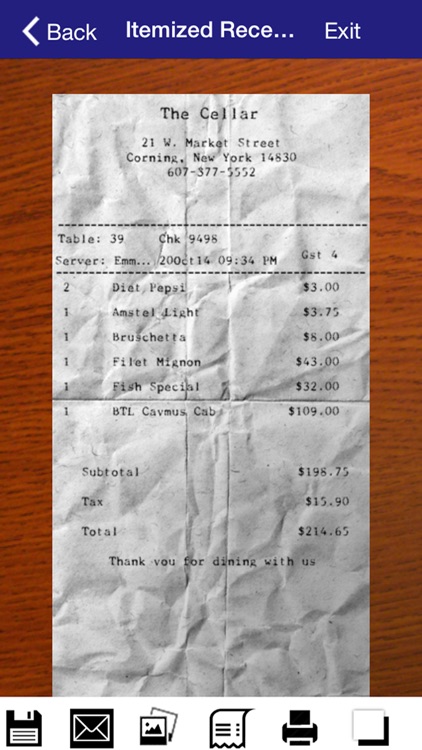 Back Itemized Rece... Exit
The Cellar
21 W. Market Street
Corning, New York 14830
607-377-5552
Table: 39 Chk 9498
Server: Emm... 20Oct14 09:34 PM Gst 4
2 Diet Pepsi $3.00
1 Amstel Light $3.75
1 Bruschetta $8.00
1 Filet Mignon $43.00
1 Fish Special $32.00
1 BTL Caymus Cab $109.00
Subtotal $198.75
Tax $15.90
Total $214.65
Thank you for dining with us